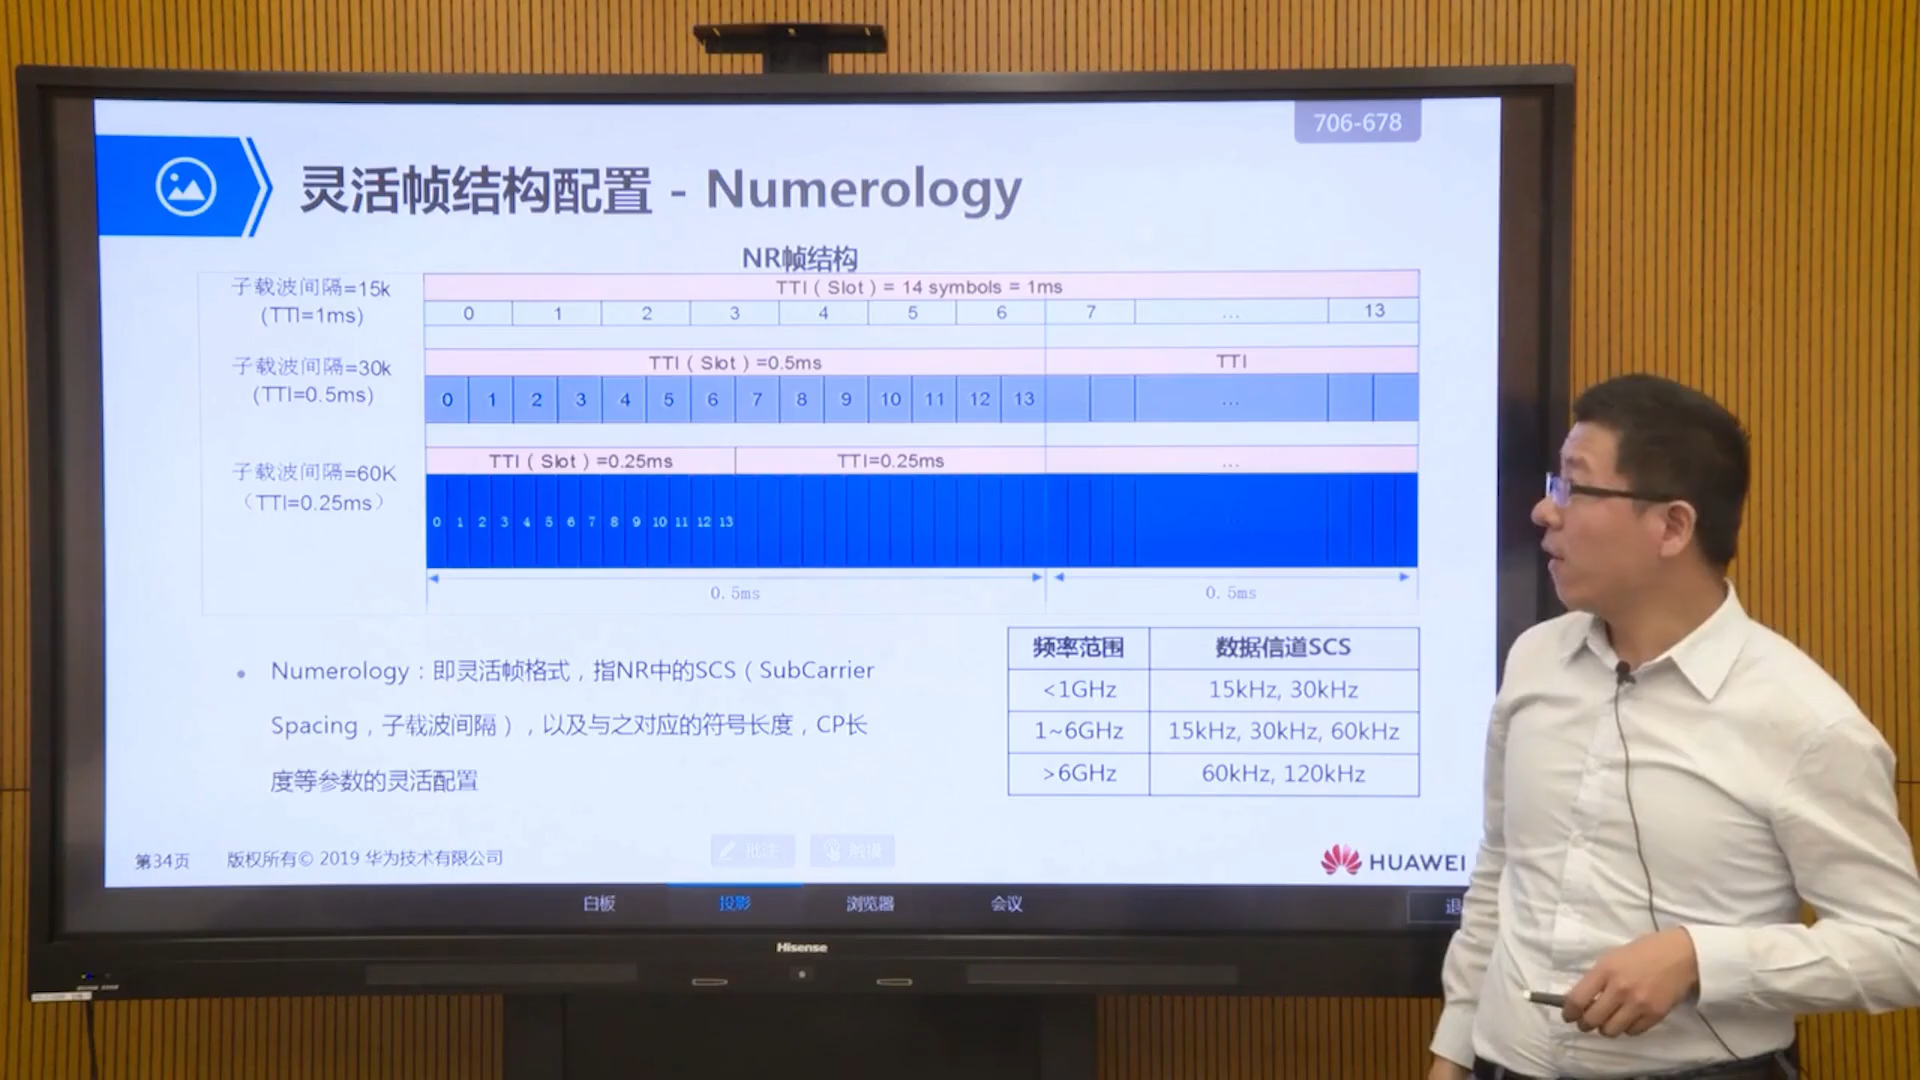 706-678
灵活帧结构配置 - Numerology
NR帧结构
子载波间隔=15k
(TTI=1ms)
TTI ( Slot ) = 14 symbols = 1ms
0 1 2 3 4 5 6 7 ... 13
子载波间隔=30k
(TTI=0.5ms)
TTI ( Slot ) =0.5ms TTI
0 1 2 3 4 5 6 7 8 9 10 11 12 13 ...
子载波间隔=60K
（TTI=0.25ms）
TTI ( Slot ) =0.25ms TTI=0.25ms ...
0 1 2 3 4 5 6 7 8 9 10 11 12 13
0.5ms 0.5ms
• Numerology：即灵活帧格式，指NR中的SCS（SubCarrier
Spacing，子载波间隔），以及与之对应的符号长度，CP长
度等参数的灵活配置
频率范围 数据信道SCS
<1GHz 15kHz, 30kHz
1~6GHz 15kHz, 30kHz, 60kHz
>6GHz 60kHz, 120kHz
批注 触摸
第34页 版权所有© 2019 华为技术有限公司
HUAWEI
白板 投影 浏览器 会议
Hisense